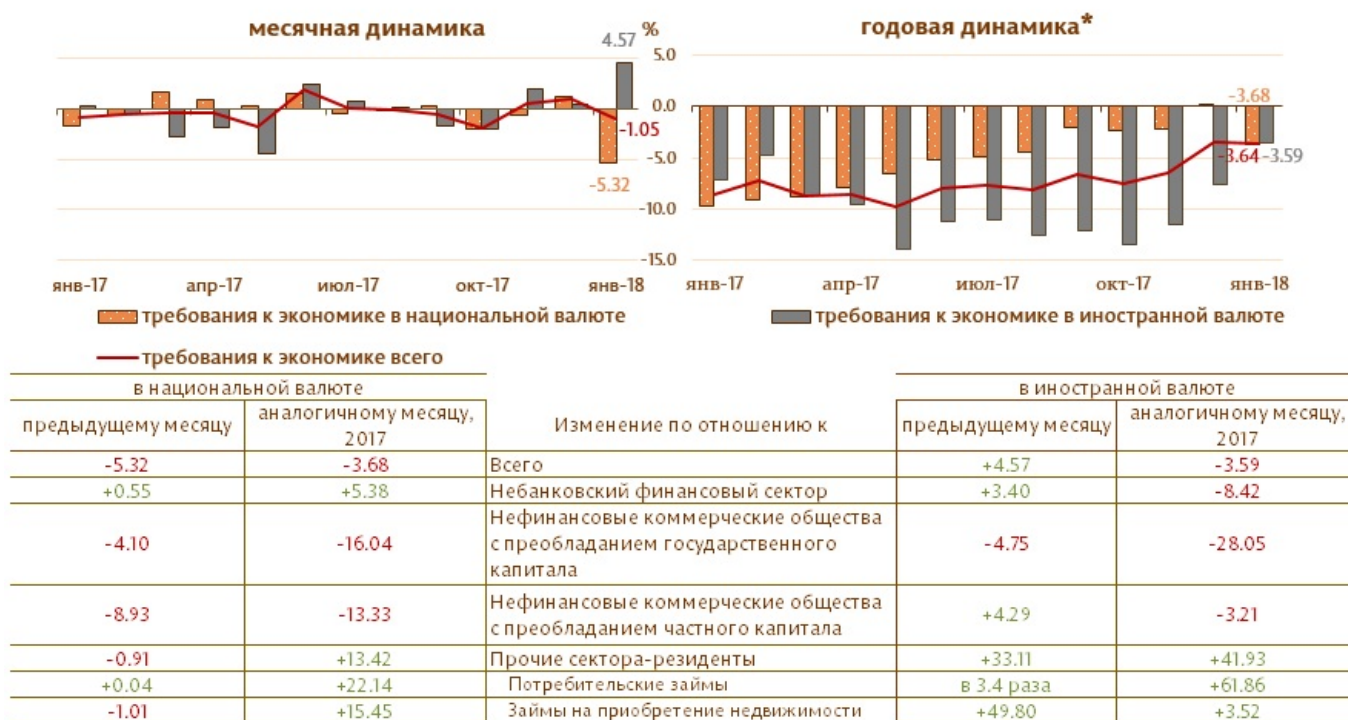 месячная динамика
%
годовая динамика*
4.57
-1.05
-5.32
5.0
0.0
-5.0
-10.0
-15.0
-3.68
-3.64
-3.59
янв-17 апр-17 июл-17 окт-17 янв-18
янв-17 апр-17 июл-17 окт-17 янв-18
требования к экономике в национальной валюте
требования к экономике в иностранной валюте
требования к экономике всего
в национальной валюте в иностранной валюте
предыдущему месяцу аналогичному месяцу, 2017 Изменение по отношению к предыдущему месяцу аналогичному месяцу, 2017
-5.32 -3.68 Всего +4.57 -3.59
+0.55 +5.38 Небанковский финансовый сектор +3.40 -8.42
Нефинансовые коммерческие общества
-4.10 -16.04 с преобладанием государственного -4.75 -28.05
капитала
-8.93 -13.33 Нефинансовые коммерческие общества +4.29 -3.21
с преобладанием частного капитала
-0.91 +13.42 Прочие сектора-резиденты +33.11 +41.93
+0.04 +22.14 Потребительские займы в 3.4 раза +61.86
-1.01 +15.45 Займы на приобретение недвижимости +49.80 +3.52